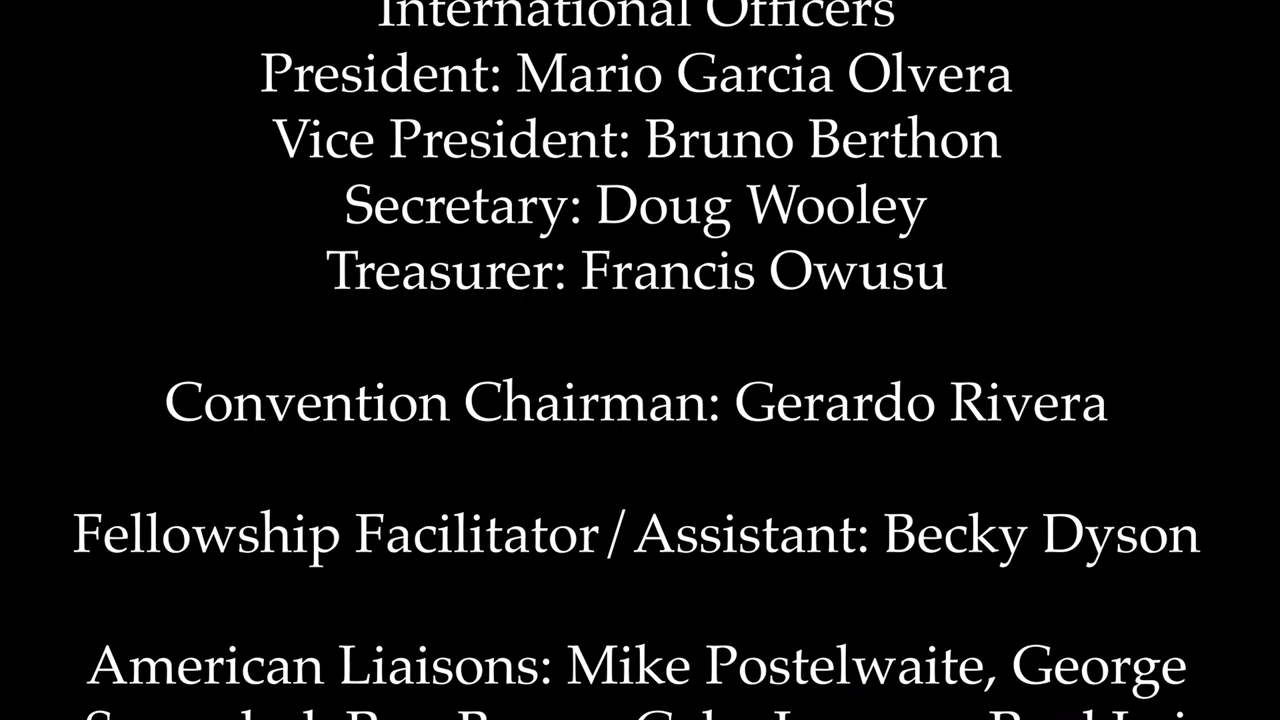 International Officers
President: Mario Garcia Olvera
Vice President: Bruno Berthon
Secretary: Doug Wooley
Treasurer: Francis Owusu
Convention Chairman: Gerardo Rivera
Fellowship Facilitator/Assistant: Becky Dyson
American Liaisons: Mike Postelwaite, George